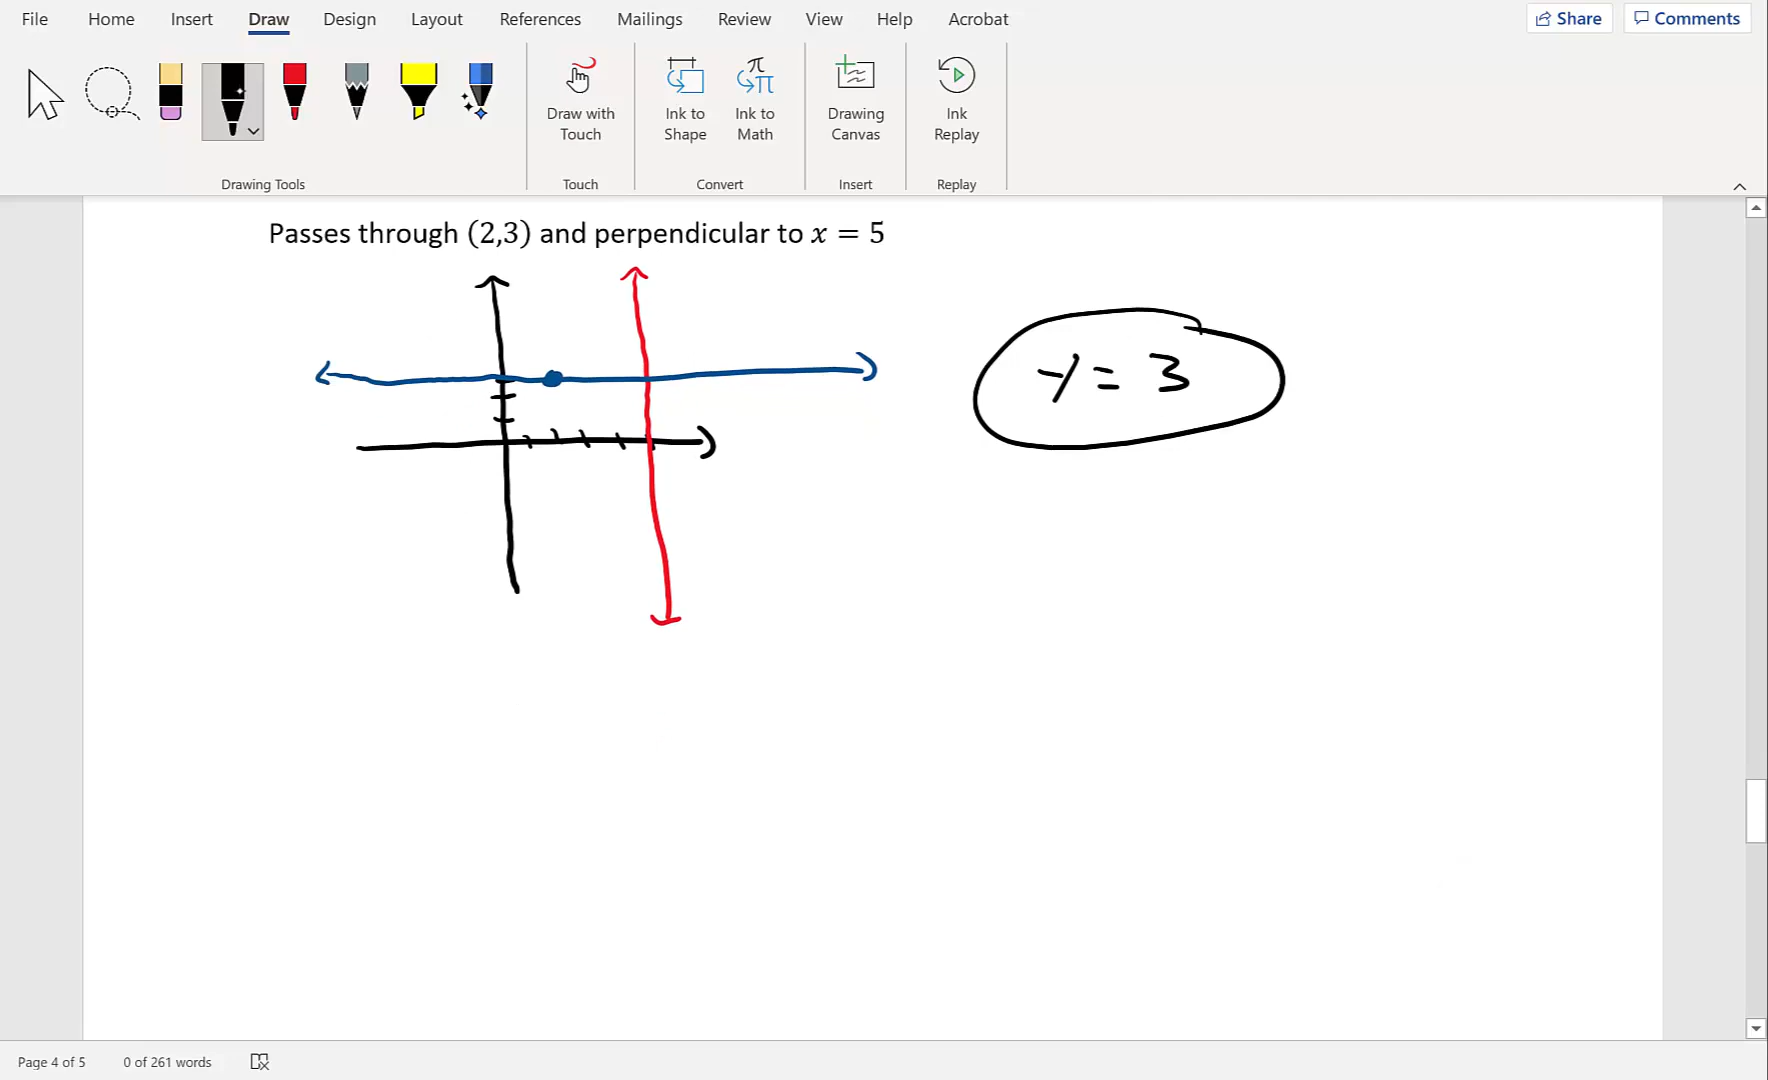 File Home Insert Draw Design Layout References Mailings Review View Help Acrobat Share Comments
Draw with Touch
Ink to Shape
Ink to Math
Drawing Canvas
Ink Replay
Drawing Tools Touch Convert Insert Replay
Passes through (2,3) and perpendicular to x = 5
y = 3
Page 4 of 5 0 of 261 words